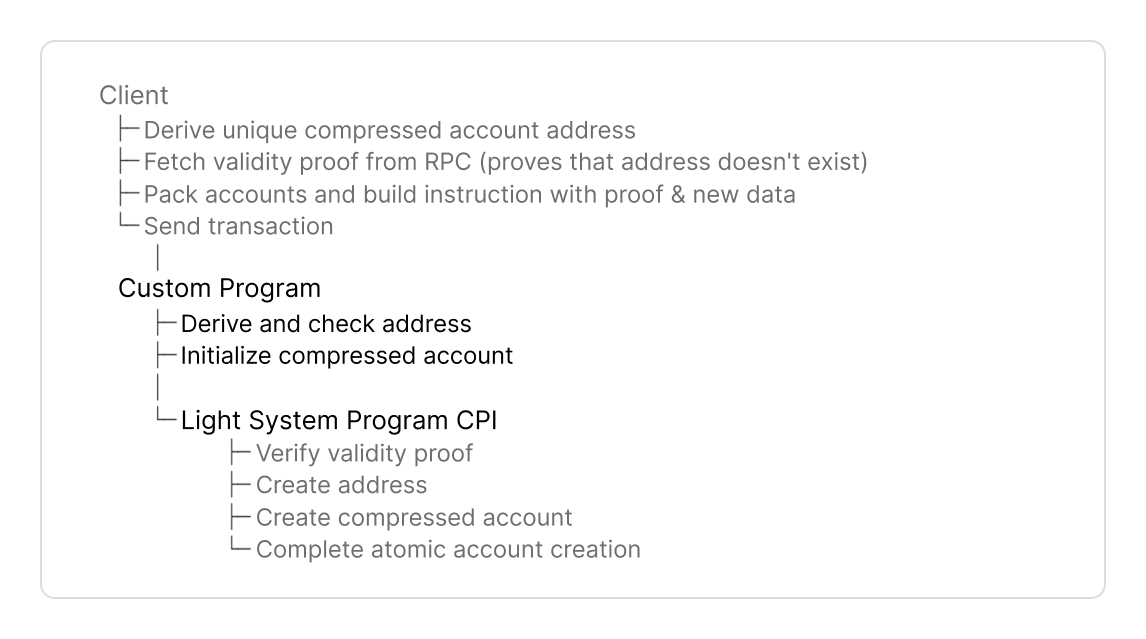 Client
├─ Derive unique compressed account address
├─ Fetch validity proof from RPC (proves that address doesn't exist)
├─ Pack accounts and build instruction with proof & new data
└─ Send transaction
│
Custom Program
├─ Derive and check address
├─ Initialize compressed account
│
└─ Light System Program CPI
├─ Verify validity proof
├─ Create address
├─ Create compressed account
└─ Complete atomic account creation